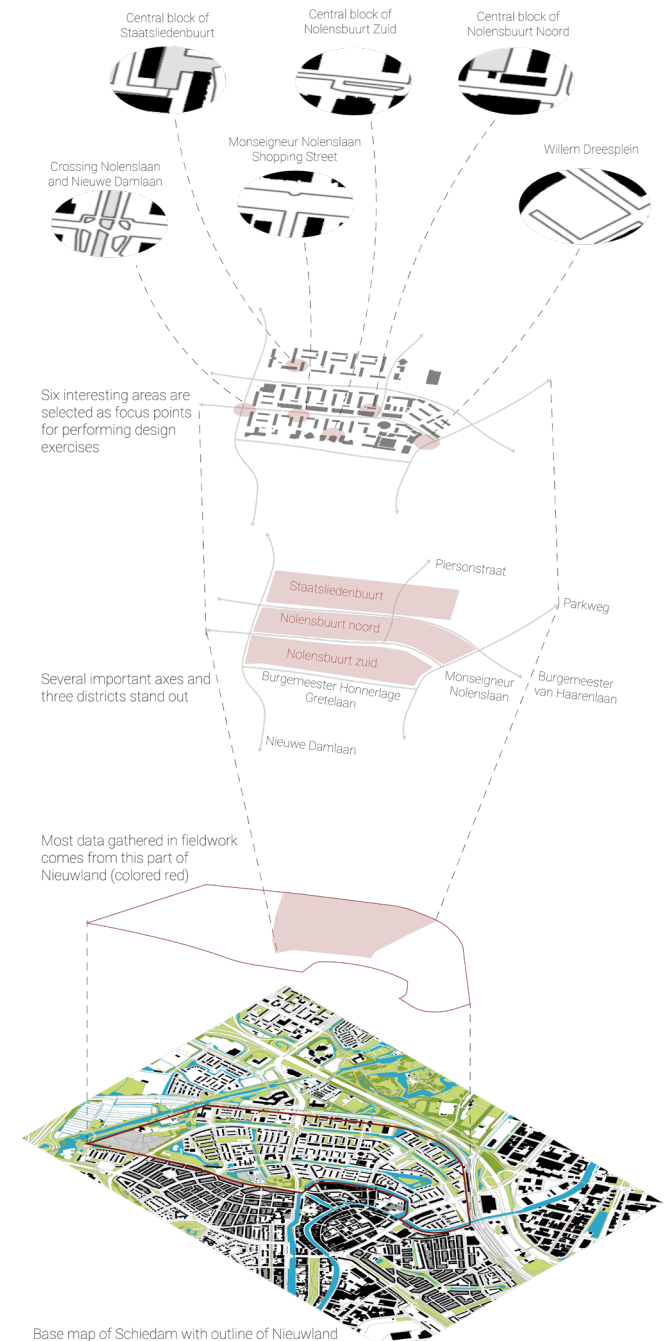 Central block of
Staatsliedenbuurt
Central block of
Nolensbuurt Zuid
Central block of
Nolensbuurt Noord
Crossing Nolenslaan
and Nieuwe Damlaan
Monseigneur Nolenslaan
Shopping Street
Willem Dreesplein
Six interesting areas are
selected as focus points
for performing design
exercises
Piersonstraat
Staatsliedenbuurt
Parkweg
Nolensbuurt noord
Nolensbuurt zuid
Several important axes and
three districts stand out
Burgemeester Honnerlage
Gretelaan
Monseigneur
Nolenslaan
Burgemeester
van Haarenlaan
Nieuwe Damlaan
Most data gathered in fieldwork
comes from this part of
Nieuwland (colored red)
Base map of Schiedam with outline of Nieuwland